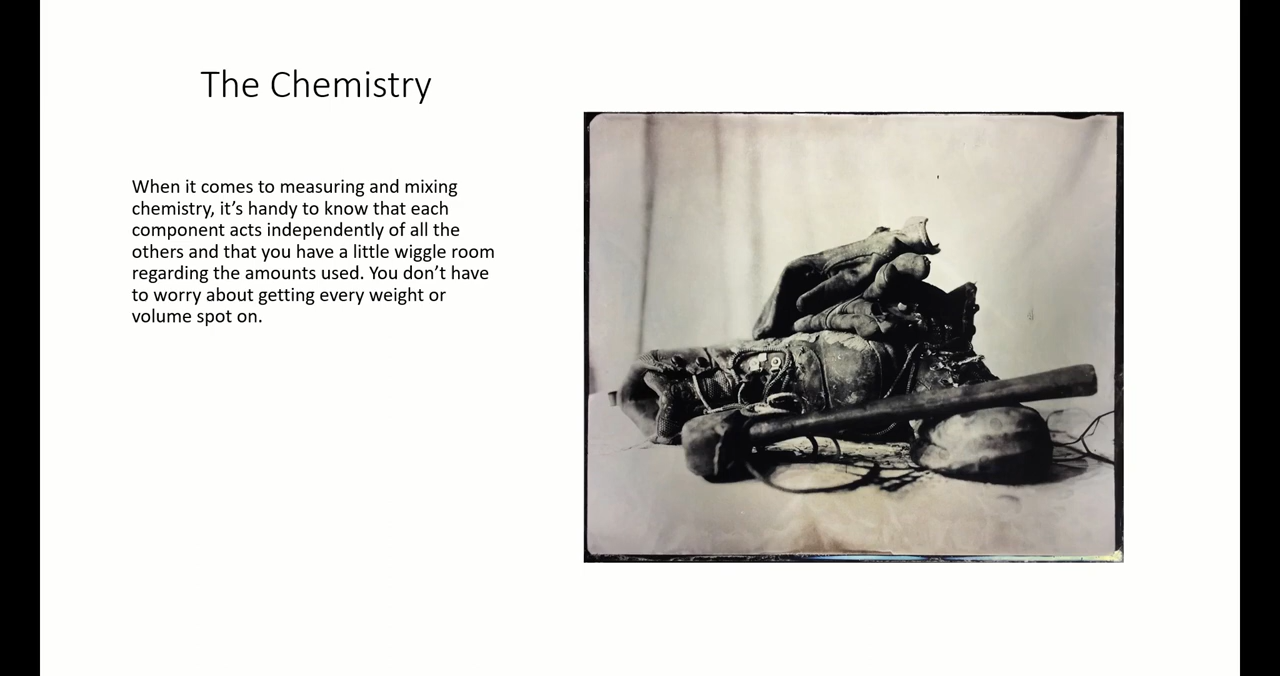 The Chemistry
When it comes to measuring and mixing
chemistry, it’s handy to know that each
component acts independently of all the
others and that you have a little wiggle room
regarding the amounts used. You don’t have
to worry about getting every weight or
volume spot on.